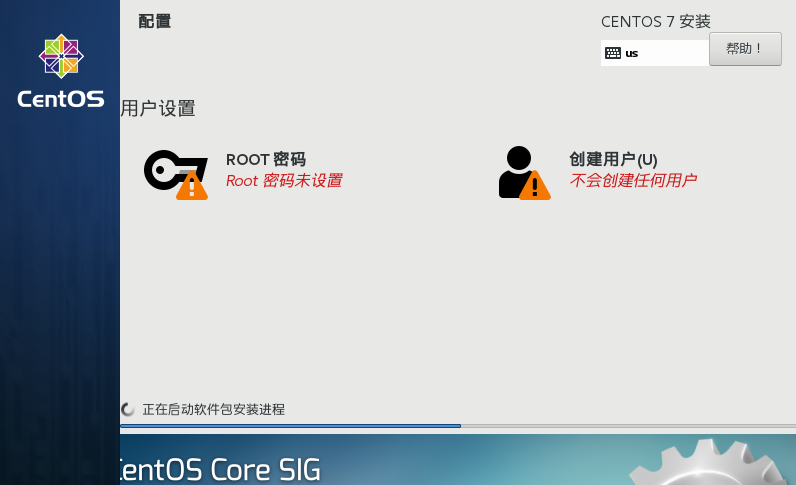 配置
CENTOS 7 安装
us
帮助！
CentOS
用户设置
ROOT 密码
Root 密码未设置
创建用户(U)
不会创建任何用户
正在启动软件包安装进程
CentOS Core SIG